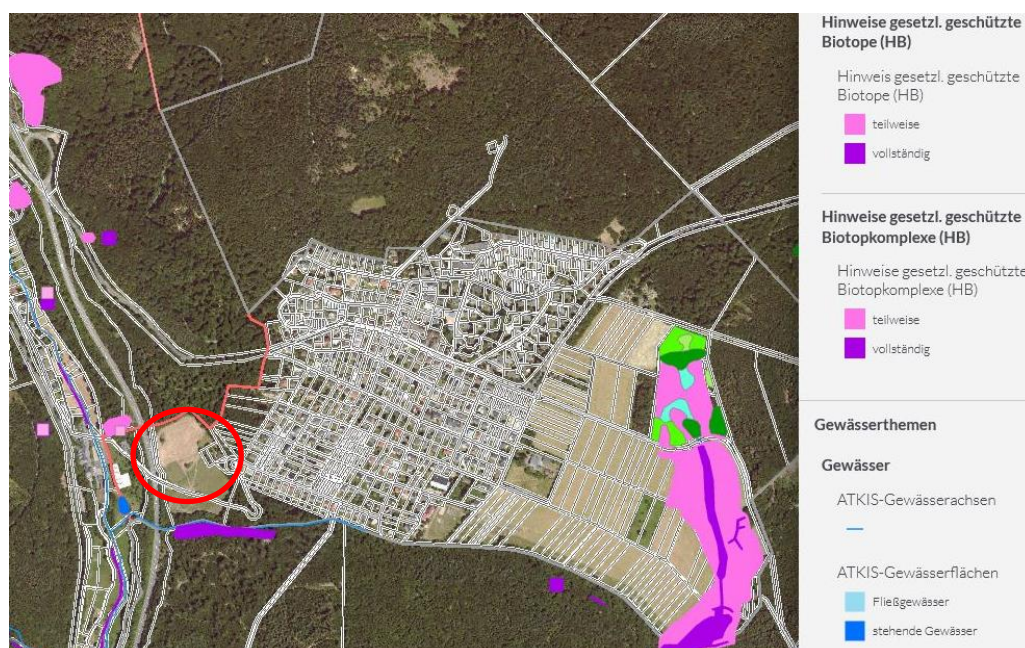 Hinweise gesetzl. geschützte
Biotope (HB)
Hinweis gesetzl. geschützte
Biotope (HB)
teilweise
vollständig
Hinweise gesetzl. geschützte
Biotopkomplexe (HB)
Hinweise gesetzl. geschützte
Biotopkomplexe (HB)
teilweise
vollständig
Gewässerthemen
Gewässer
ATKIS-Gewässerachsen
ATKIS-Gewässerflächen
Fließgewässer
stehende Gewässer